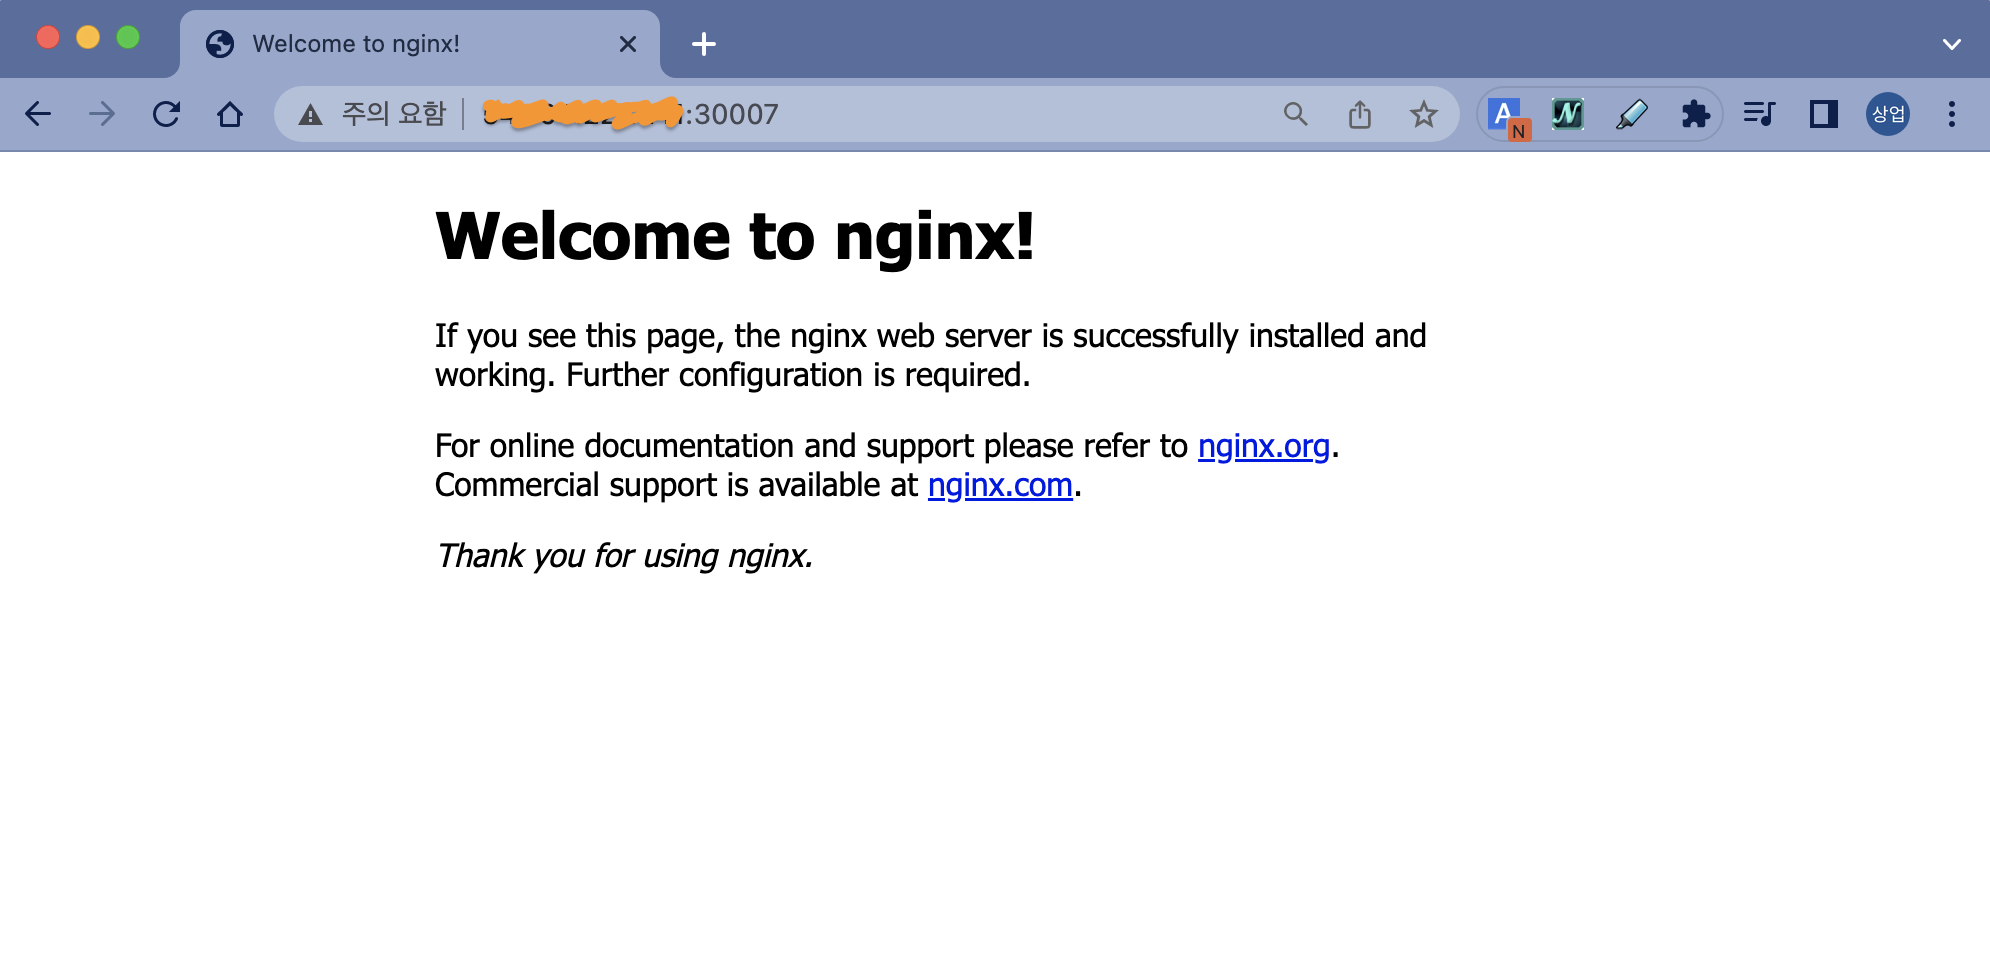 Welcome to nginx!
주의 요함
:30007
A
N
N
상업
Welcome to nginx!
If you see this page, the nginx web server is successfully installed and
working. Further configuration is required.
For online documentation and support please refer to nginx.org.
Commercial support is available at nginx.com.
Thank you for using nginx.